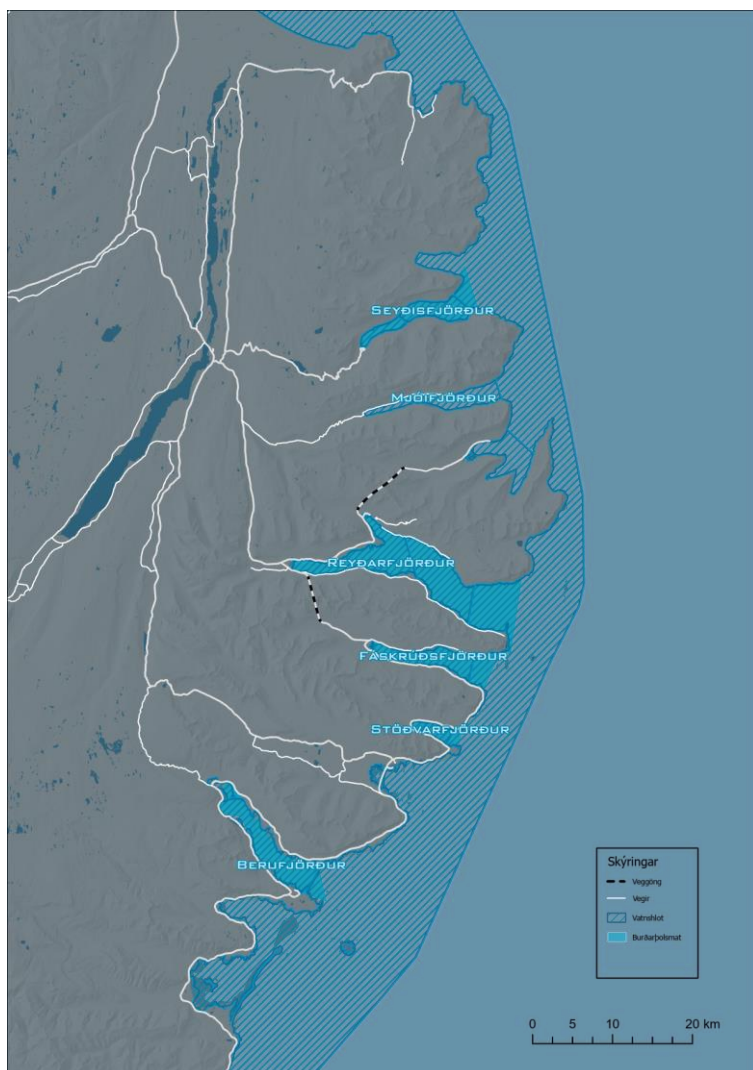 SEYÐISFJÖRÐUR
MJÓIFJÖRÐUR
REYÐARFJÖRÐUR
FÁSKRÚÐSFJÖRÐUR
STÖÐVARFJÖRÐUR
BERUFJÖRÐUR
Skýringar
Veggöng
Vegir
Vatnshlot
Burðarþolsmat
0 5 10 20 km